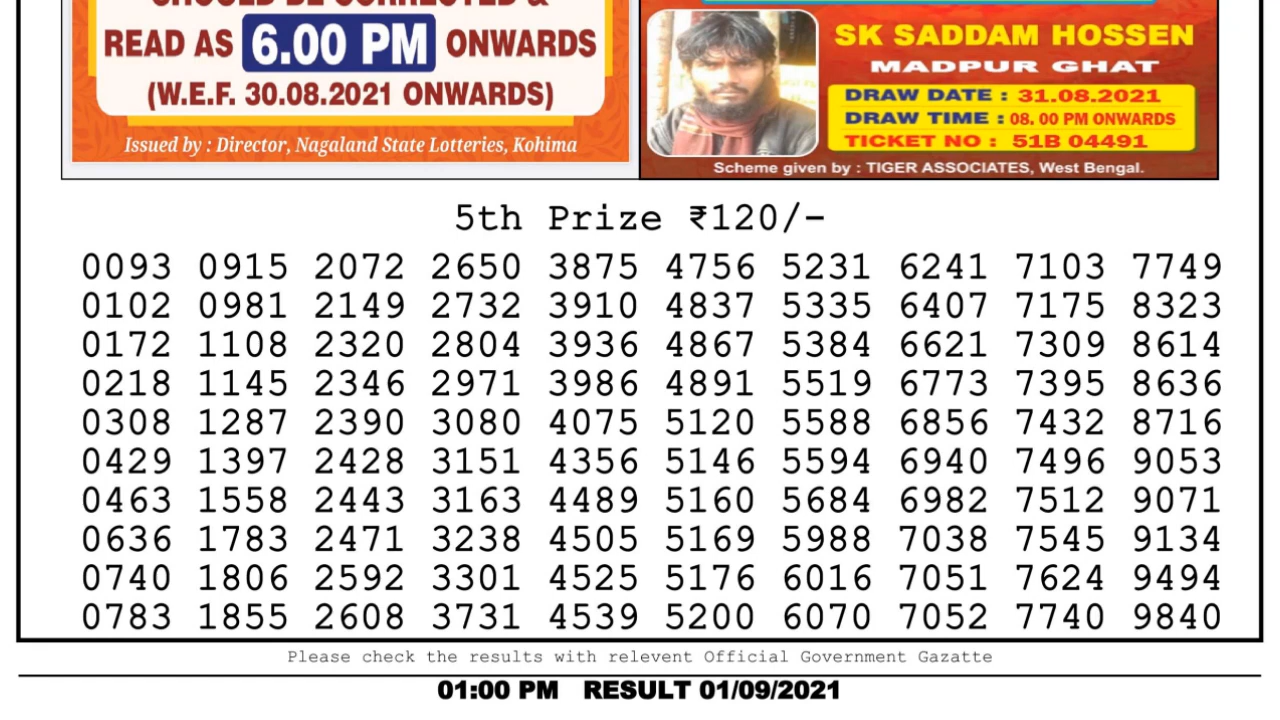 SHOULD BE CORRECTED &
READ AS 6.00 PM ONWARDS
(W.E.F. 30.08.2021 ONWARDS)
Issued by : Director, Nagaland State Lotteries, Kohima
SK SADDAM HOSSEN
MADPUR GHAT
DRAW DATE : 31.08.2021
DRAW TIME : 08. 00 PM ONWARDS
TICKET NO : 51B 04491
Scheme given by : TIGER ASSOCIATES, West Bengal.
5th Prize ₹120/-
0093 0915 2072 2650 3875 4756 5231 6241 7103 7749
0102 0981 2149 2732 3910 4837 5335 6407 7175 8323
0172 1108 2320 2804 3936 4867 5384 6621 7309 8614
0218 1145 2346 2971 3986 4891 5519 6773 7395 8636
0308 1287 2390 3080 4075 5120 5588 6856 7432 8716
0429 1397 2428 3151 4356 5146 5594 6940 7496 9053
0463 1558 2443 3163 4489 5160 5684 6982 7512 9071
0636 1783 2471 3238 4505 5169 5988 7038 7545 9134
0740 1806 2592 3301 4525 5176 6016 7051 7624 9494
0783 1855 2608 3731 4539 5200 6070 7052 7740 9840
Please check the results with relevent Official Government Gazatte
01:00 PM RESULT 01/09/2021